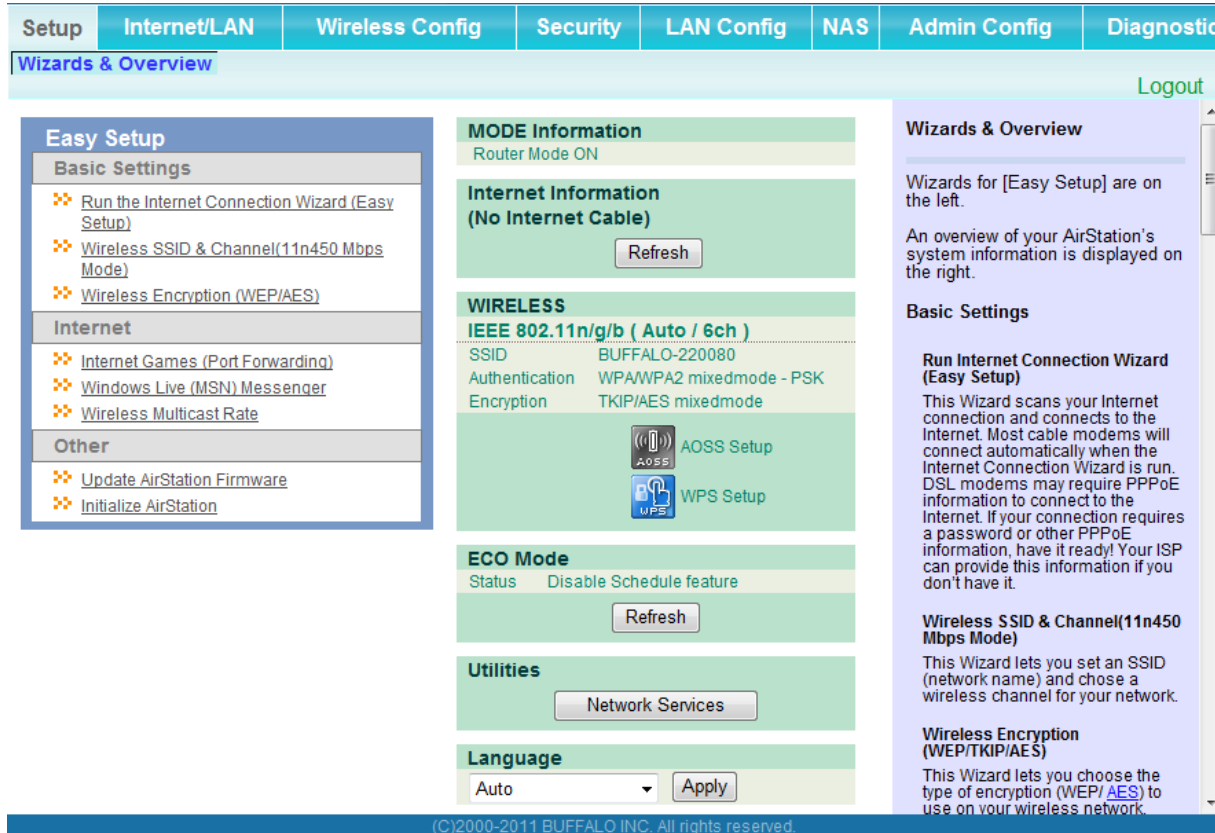 Setup Internet/LAN Wireless Config Security LAN Config NAS Admin Config Diagnostic
Wizards & Overview
Logout
Easy Setup
Basic Settings
Run the Internet Connection Wizard (Easy
Setup)
Wireless SSID & Channel(11n450 Mbps
Mode)
Wireless Encryption (WEP/AES)
Internet
Internet Games (Port Forwarding)
Windows Live (MSN) Messenger
Wireless Multicast Rate
Other
Update AirStation Firmware
Initialize AirStation
MODE Information
Router Mode ON
Internet Information
(No Internet Cable)
Refresh
WIRELESS
IEEE 802.11n/g/b ( Auto / 6ch )
SSID BUFFALO-220080
Authentication WPA/WPA2 mixedmode - PSK
Encryption TKIP/AES mixedmode
AOSS AOSS Setup
WPS WPS Setup
ECO Mode
Status Disable Schedule feature
Refresh
Utilities
Network Services
Language
Auto Apply
Wizards & Overview
Wizards for [Easy Setup] are on
the left.
An overview of your AirStation's
system information is displayed on
the right.
Basic Settings
Run Internet Connection Wizard
(Easy Setup)
This Wizard scans your Internet
connection and connects to the
Internet. Most cable modems will
connect automatically when the
Internet Connection Wizard is run.
DSL modems may require PPPoE
information to connect to the
Internet. If your connection requires
a password or other PPPoE
information, have it ready! Your ISP
can provide this information if you
don't have it.
Wireless SSID & Channel(11n450
Mbps Mode)
This Wizard lets you set an SSID
(network name) and chose a
wireless channel for your network.
Wireless Encryption
(WEP/TKIP/AES)
This Wizard lets you choose the
type of encryption (WEP/ AES) to
use on your wireless network.
(C)2000-2011 BUFFALO INC. All rights reserved.